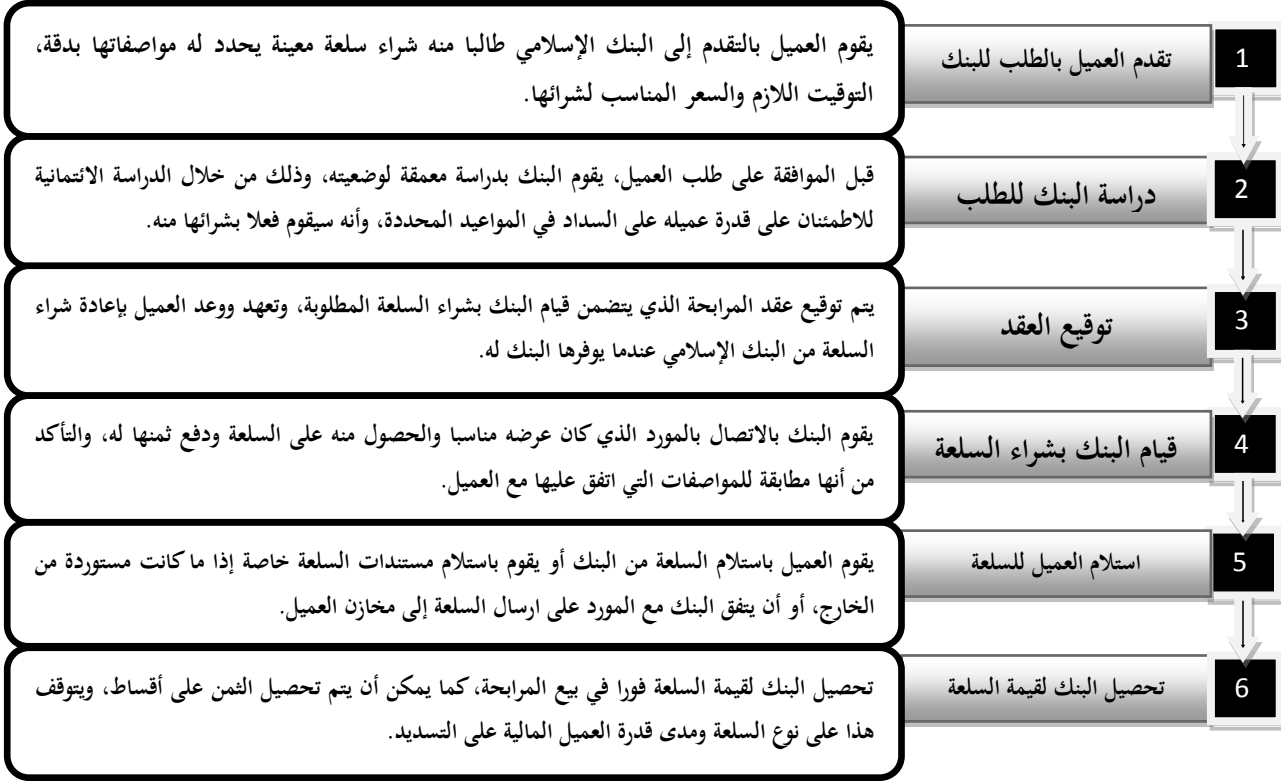 1
تقدم العميل بالطلب للبنك
يقوم العميل بالتقدم إلى البنك الإسلامي طالبا منه شراء سلعة معينة يحدد له مواصفاتها بدقة،
التوقيت اللازم والسعر المناسب لشرائها.
2
دراسة البنك للطلب
قبل الموافقة على طلب العميل، يقوم البنك بدراسة معمقة لوضعيته، وذلك من خلال الدراسة الائتمانية
للاطمئنان على قدرة عميله على السداد في المواعيد المحددة، وأنه سيقوم فعلا بشرائها منه.
3
توقيع العقد
يتم توقيع عقد المرابحة الذي يتضمن قيام البنك بشراء السلعة المطلوبة، وتعهد ووعد العميل بإعادة شراء
السلعة من البنك الإسلامي عندما يوفرها البنك له.
4
قيام البنك بشراء السلعة
يقوم البنك بالاتصال بالمورد الذي كان عرضه مناسبا والحصول منه على السلعة ودفع ثمنها له، والتأكد
من أنها مطابقة للمواصفات التي اتفق عليها مع العميل.
5
استلام العميل للسلعة
يقوم العميل باستلام السلعة من البنك أو يقوم باستلام مستندات السلعة خاصة إذا ما كانت مستوردة من
الخارج، أو أن يتفق البنك مع المورد على ارسال السلعة إلى مخازن العميل.
6
تحصيل البنك لقيمة السلعة
تحصيل البنك لقيمة السلعة فورا في بيع المرابحة، كما يمكن أن يتم تحصيل الثمن على أقساط، ويتوقف
هذا على نوع السلعة ومدى قدرة العميل المالية على التسديد.